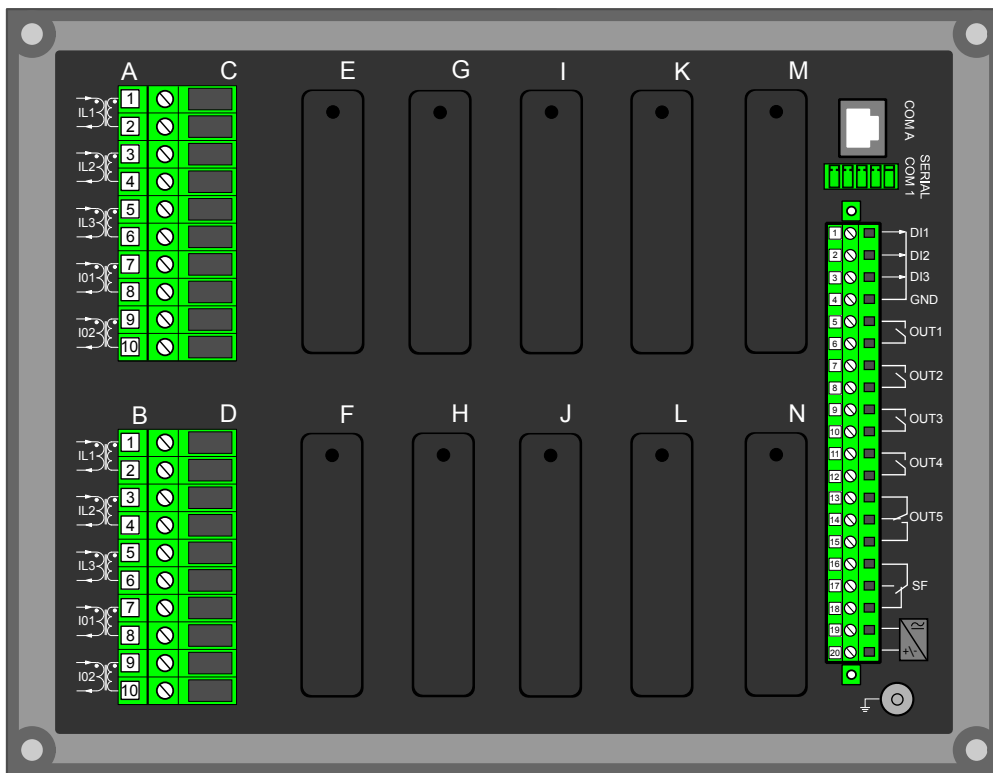 A C E G I K M
IL1
1
2
IL2
3
4
IL3
5
6
I01
7
8
I02
9
10
COM A
SERIAL
COM 1
1 DI1
2 DI2
3 DI3
4 GND
5
OUT1
6
7
OUT2
8
9
OUT3
10
11
OUT4
12
13
14 OUT5
15
16
17 SF
18
19
20 +/-
B D F H J L N
IL1
1
2
IL2
3
4
IL3
5
6
I01
7
8
I02
9
10